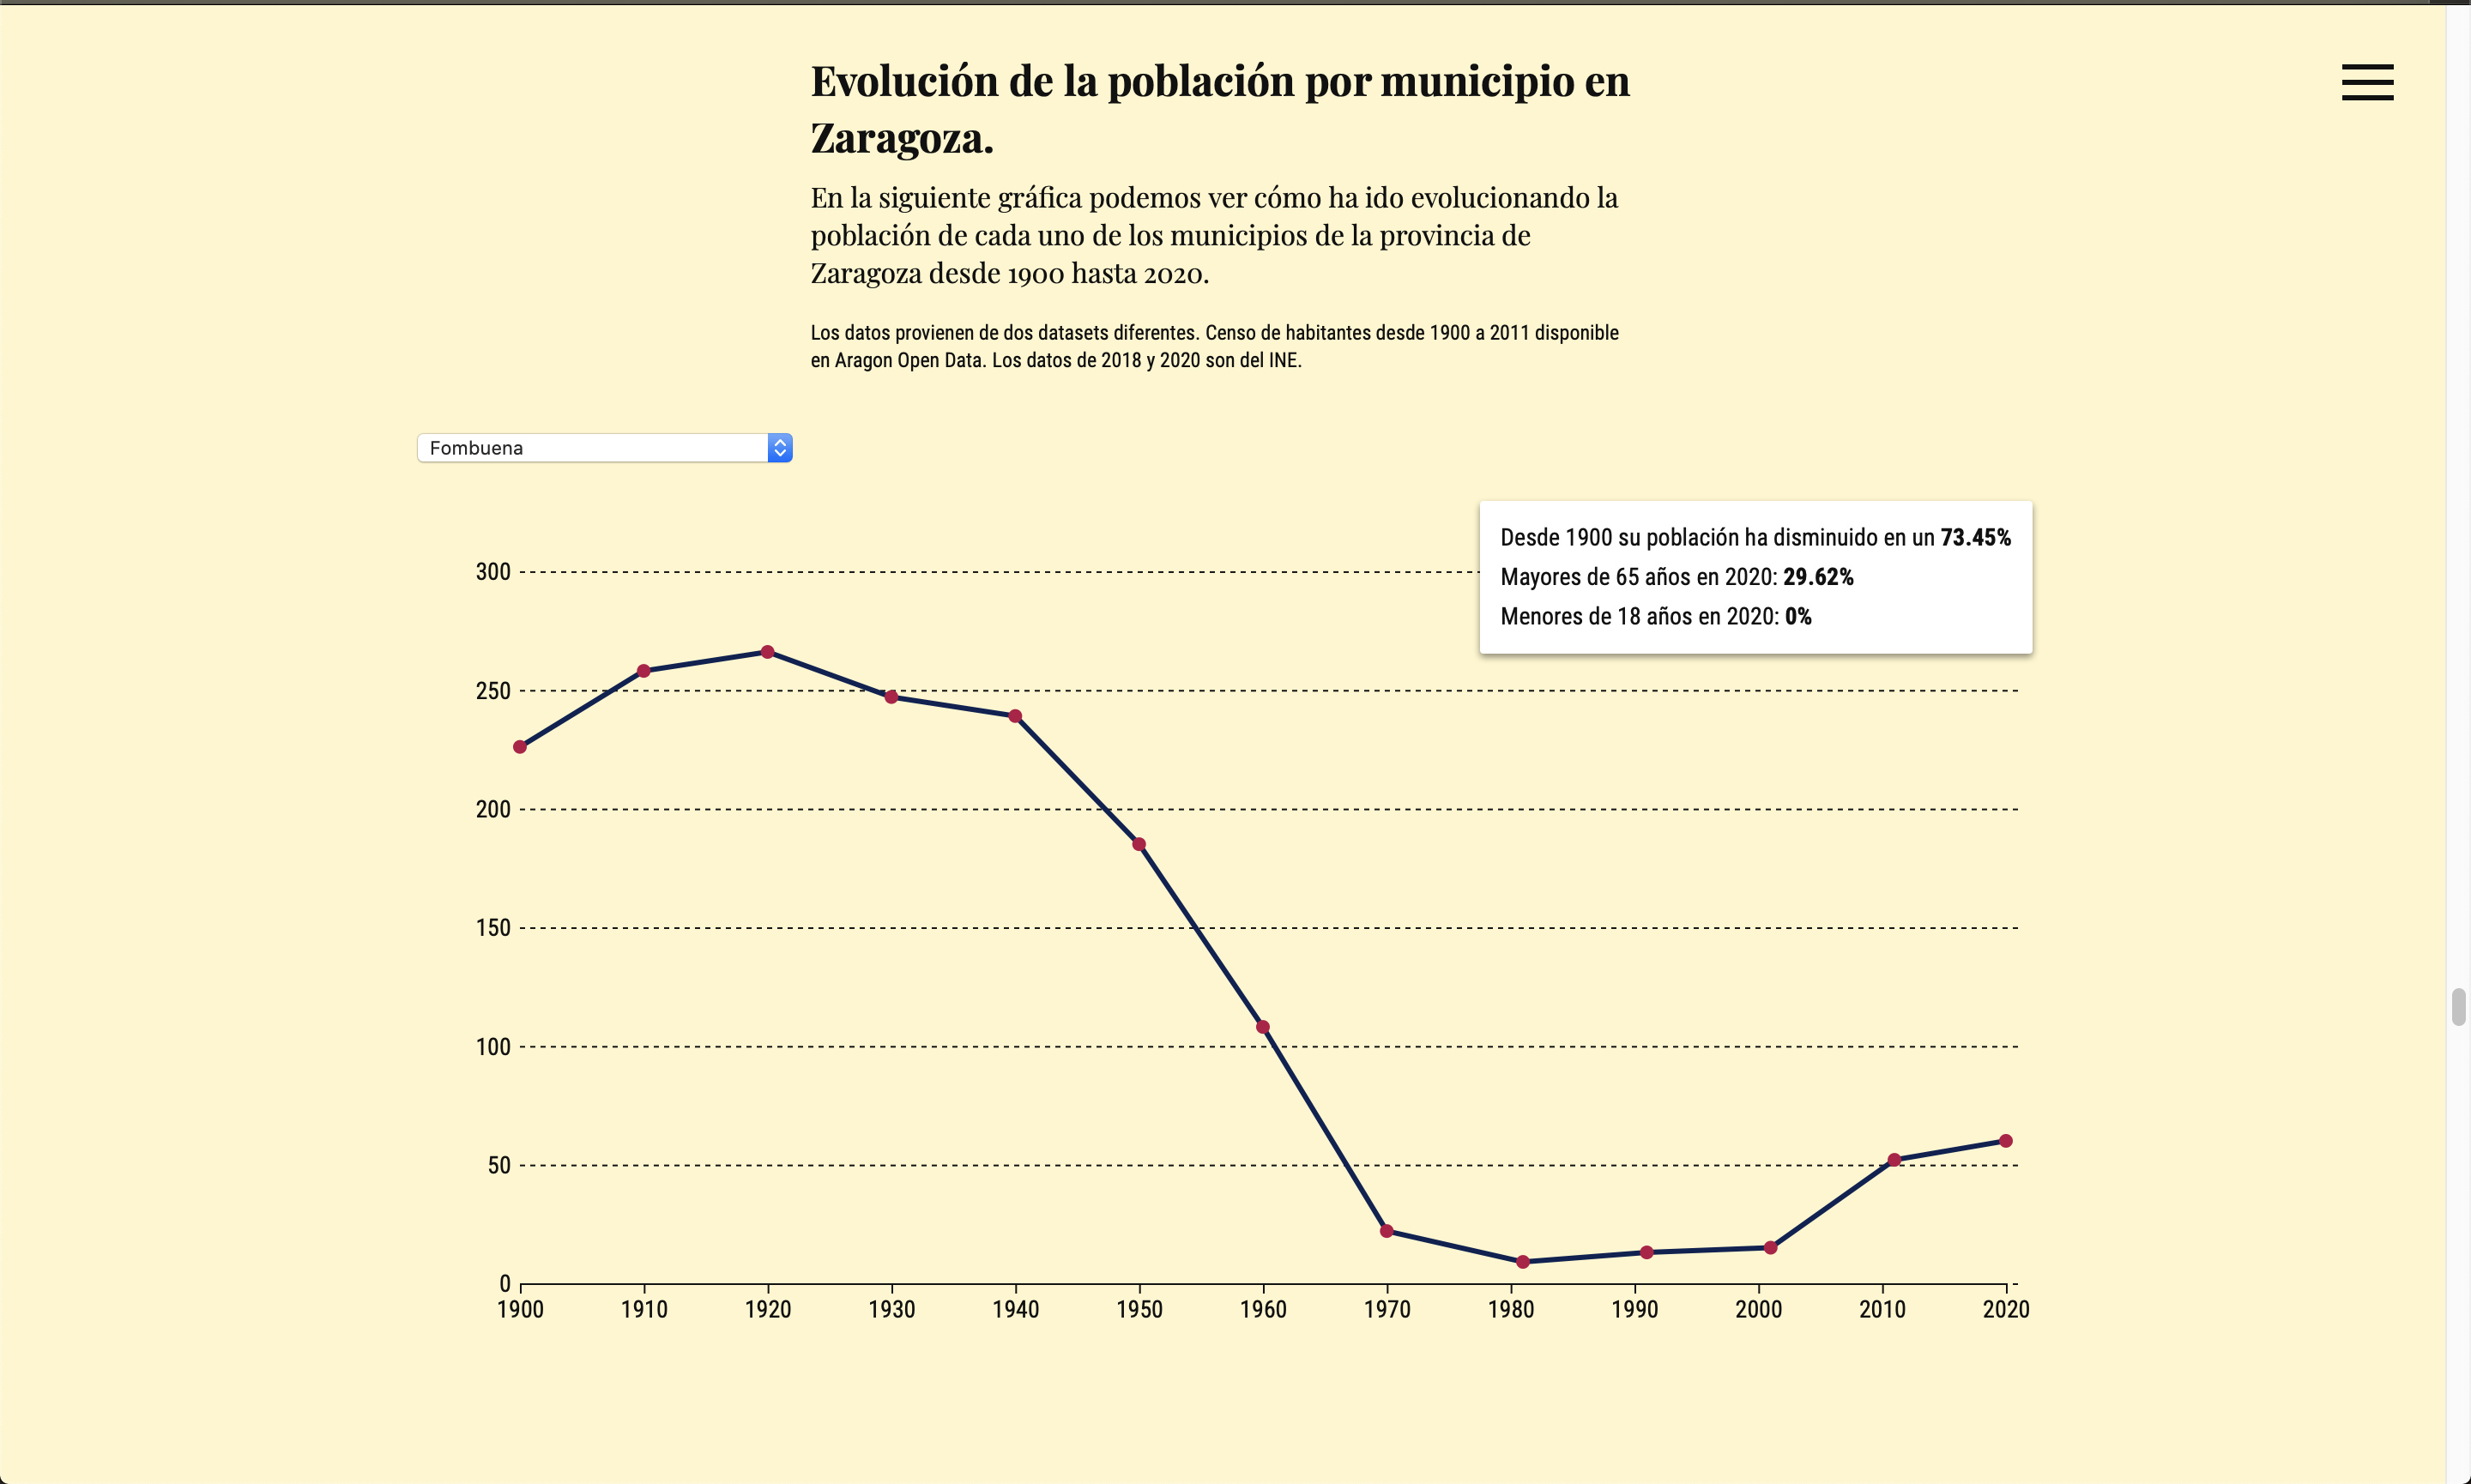 Evolución de la población por municipio en
Zaragoza.
En la siguiente gráfica podemos ver cómo ha ido evolucionando la
población de cada uno de los municipios de la provincia de
Zaragoza desde 1900 hasta 2020.
Los datos provienen de dos datasets diferentes. Censo de habitantes desde 1900 a 2011 disponible
en Aragon Open Data. Los datos de 2018 y 2020 son del INE.
Fombuena
Desde 1900 su población ha disminuido en un 73.45%
Mayores de 65 años en 2020: 29.62%
Menores de 18 años en 2020: 0%
300
250
200
150
100
50
0
1900 1910 1920 1930 1940 1950 1960 1970 1980 1990 2000 2010 2020